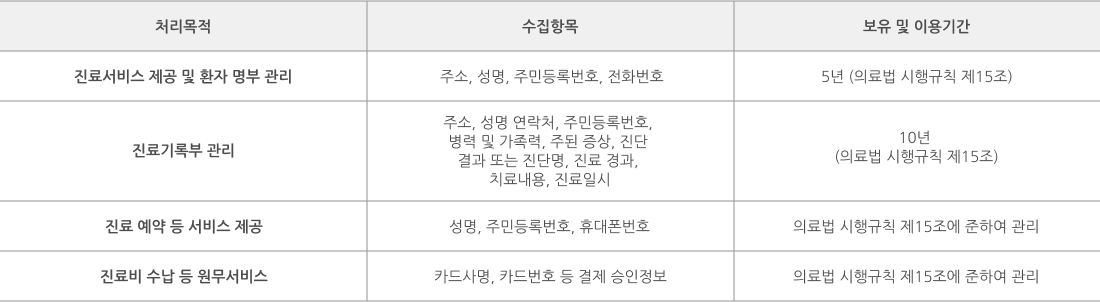 처리목적
수집항목
보유 및 이용기간
진료서비스 제공 및 환자 명부 관리
주소, 성명, 주민등록번호, 전화번호
5년 (의료법 시행규칙 제15조)
진료기록부 관리
주소, 성명 연락처, 주민등록번호,
병력 및 가족력, 주된 증상, 진단
결과 또는 진단명, 진료 경과,
치료내용, 진료일시
10년
(의료법 시행규칙 제15조)
진료 예약 등 서비스 제공
성명, 주민등록번호, 휴대폰번호
의료법 시행규칙 제15조에 준하여 관리
진료비 수납 등 원무서비스
카드사명, 카드번호 등 결제 승인정보
의료법 시행규칙 제15조에 준하여 관리